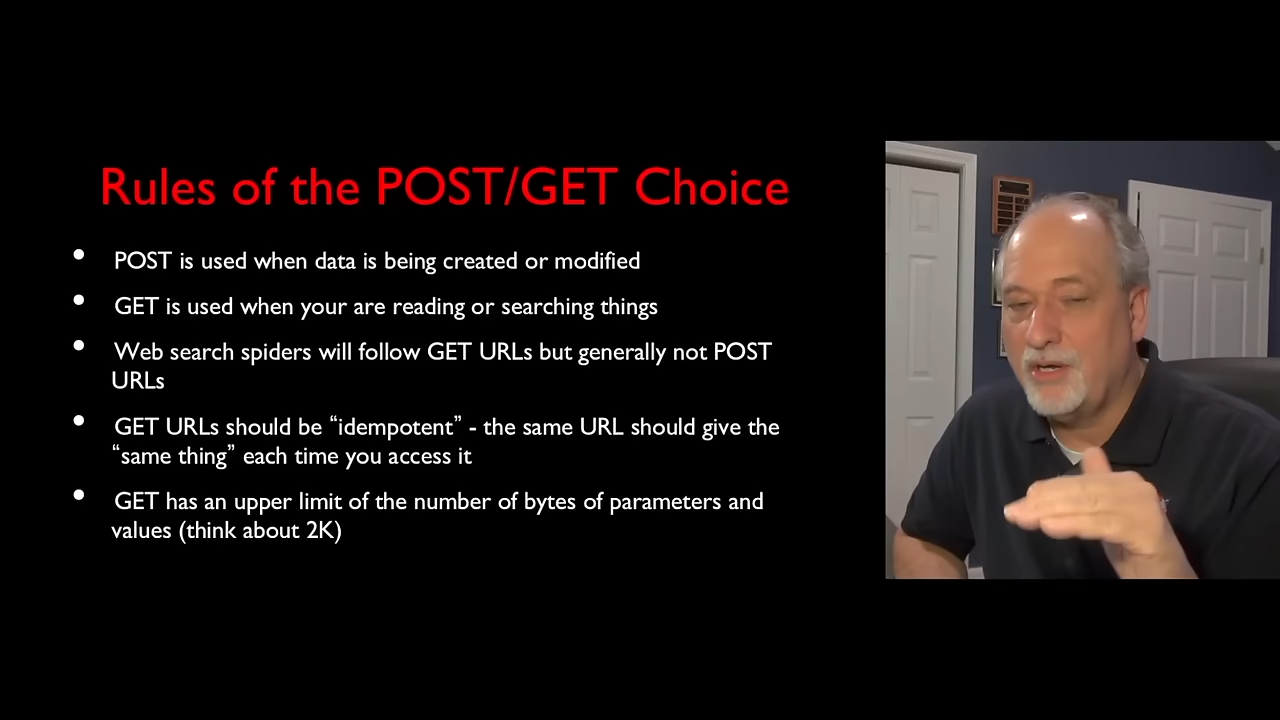 Rules of the POST/GET Choice
• POST is used when data is being created or modified
• GET is used when your are reading or searching things
• Web search spiders will follow GET URLs but generally not POST
URLs
• GET URLs should be “idempotent” - the same URL should give the
“same thing” each time you access it
• GET has an upper limit of the number of bytes of parameters and
values (think about 2K)